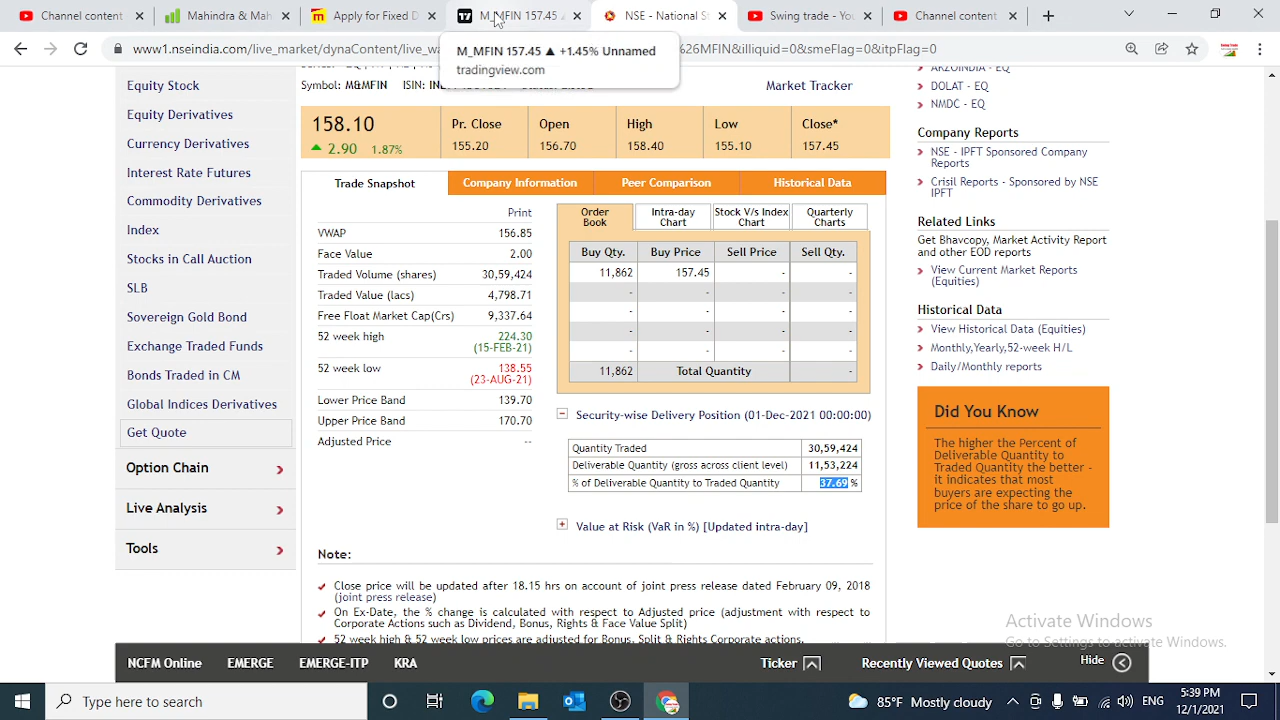 Channel content
Mahindra & Mah
Apply for Fixed D
M_MFIN 157.45
NSE - National S
Swing trade - Yo
Channel content
www1.nseindia.com/live_market/dynaContent/live_wa
%26MFIN&illiquid=0&smeFlag=0&itpFlag=0
M_MFIN 157.45 ▲ +1.45% Unnamed
tradingview.com
Equity Stock
Equity Derivatives
Currency Derivatives
Interest Rate Futures
Commodity Derivatives
Index
Stocks in Call Auction
SLB
Sovereign Gold Bond
Exchange Traded Funds
Bonds Traded in CM
Global Indices Derivatives
Get Quote
Option Chain
Live Analysis
Tools
Symbol: M&MFIN
Market Tracker
158.10
2.90 1.87%
Pr. Close
155.20
Open
156.70
High
158.40
Low
155.10
Close*
157.45
Trade Snapshot
Company Information
Peer Comparison
Historical Data
Print
VWAP 156.85
Face Value 2.00
Traded Volume (shares) 30,59,424
Traded Value (lacs) 4,798.71
Free Float Market Cap(Crs) 9,337.64
52 week high 224.30
(15-FEB-21)
52 week low 138.55
(23-AUG-21)
Lower Price Band 139.70
Upper Price Band 170.70
Adjusted Price --
Order
Book
Intra-day
Chart
Stock V/s Index
Chart
Quarterly
Charts
Buy Qty. Buy Price Sell Price Sell Qty.
11,862 157.45 - -
- - - -
- - - -
- - - -
- - - -
11,862 Total Quantity -
Security-wise Delivery Position (01-Dec-2021 00:00:00)
Quantity Traded 30,59,424
Deliverable Quantity (gross across client level) 11,53,224
% of Deliverable Quantity to Traded Quantity 37.69 %
Value at Risk (VaR in %) [Updated intra-day]
Note:
Close price will be updated after 18.15 hrs on account of joint press release dated February 09, 2018
(joint press release)
On Ex-Date, the % change is calculated with respect to Adjusted price (adjustment with respect to
Corporate Actions such as Dividend, Bonus, Rights & Face Value Split)
52 week high & 52 week low prices are adjusted for Bonus, Split & Rights Corporate actions.
ARZOINDIA - EQ
DOLAT - EQ
NMDC - EQ
Company Reports
NSE - IPFT Sponsored Company
Reports
Crisil Reports - Sponsored by NSE
IPFT
Related Links
Get Bhavcopy, Market Activity Report
and other EOD reports
View Current Market Reports
(Equities)
Historical Data
View Historical Data (Equities)
Monthly,Yearly,52-week H/L
Daily/Monthly reports
Did You Know
The higher the Percent of
Deliverable Quantity to
Traded Quantity the better -
it indicates that most
buyers are expecting the
price of the share to go up.
Activate Windows
Go to Settings to activate Windows.
NCFM Online
EMERGE
EMERGE-ITP
KRA
Ticker
Recently Viewed Quotes
Hide
Type here to search
85°F Mostly cloudy
ENG
5:39 PM
12/1/2021